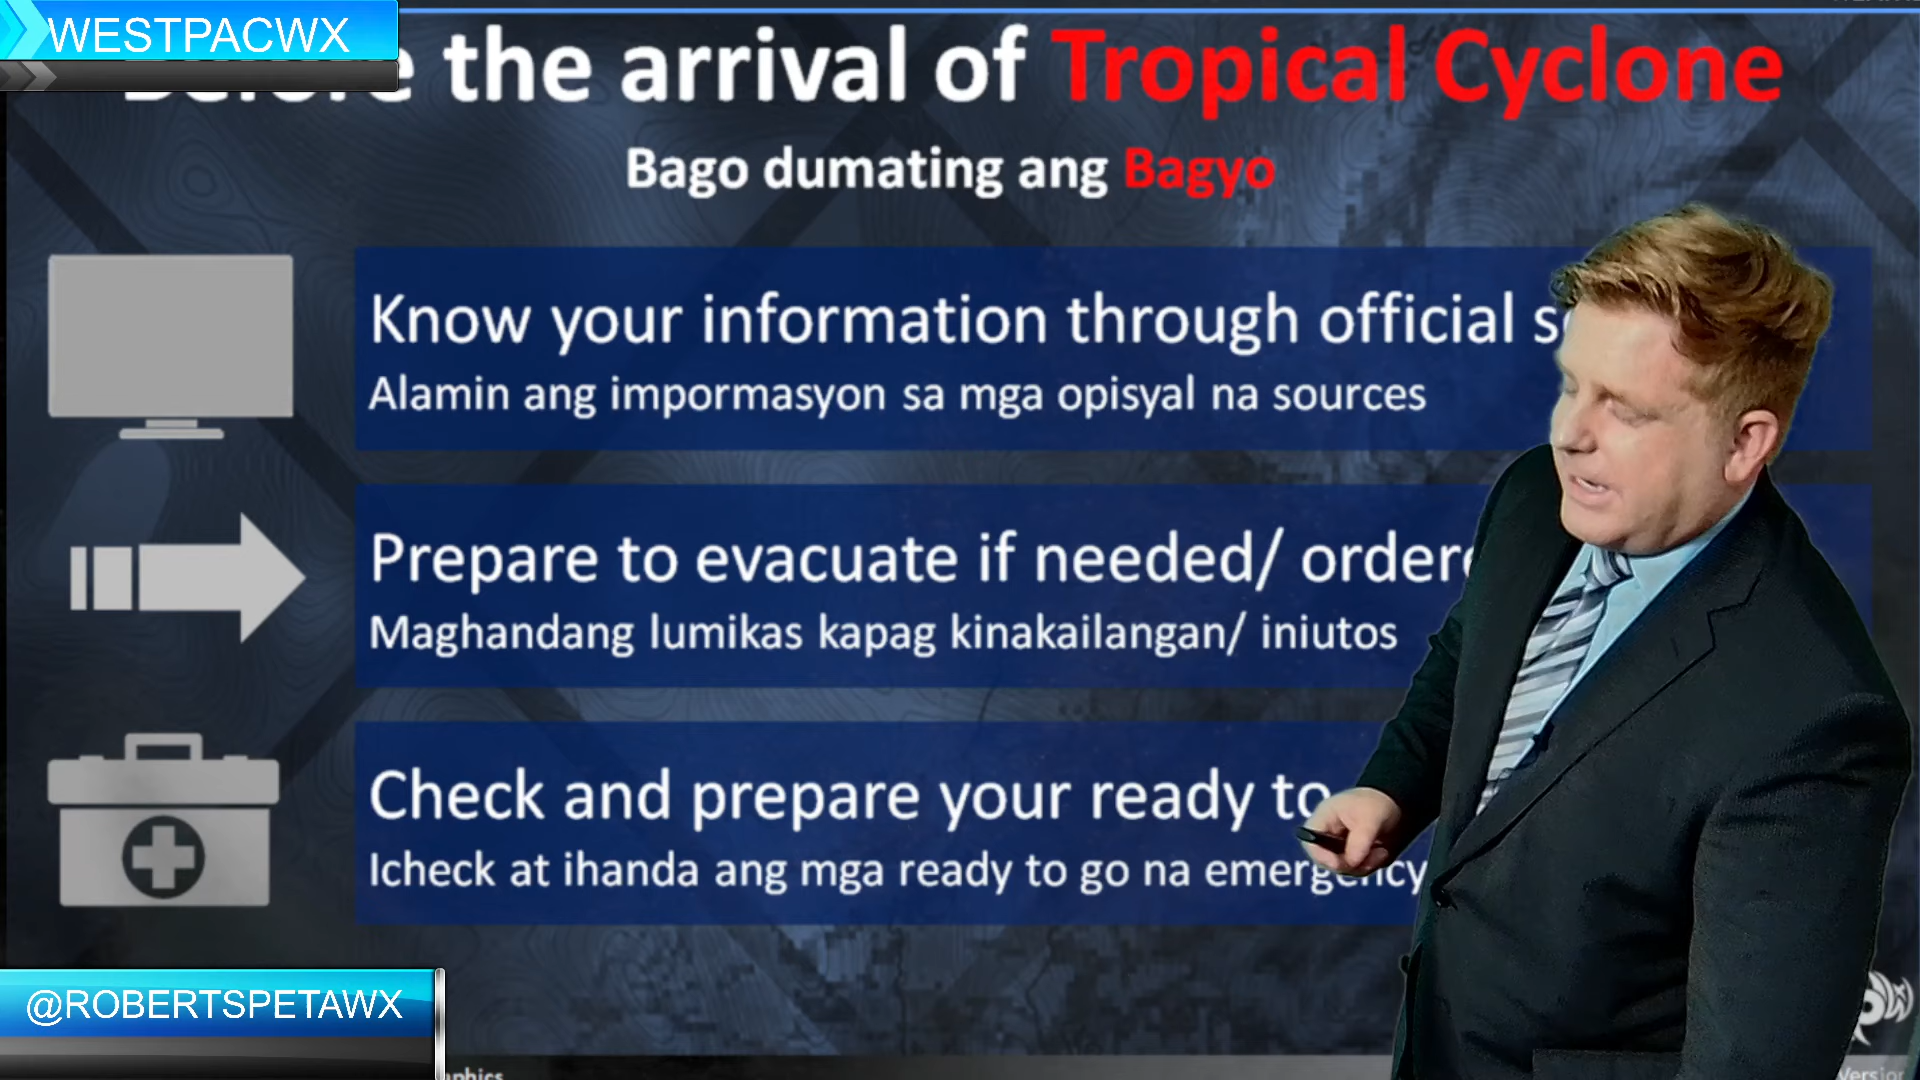 WESTPACWX
the arrival of Tropical Cyclone
Bago dumating ang Bagyo
Know your information through official
Alamin ang impormasyon sa mga opisyal na sources
Prepare to evacuate if needed/
Maghandang lumikas kapag kinakailangan/ iniutos
Check and prepare your ready to
Icheck at ihanda ang mga ready to go na emergency
@ROBERTSPETAWX